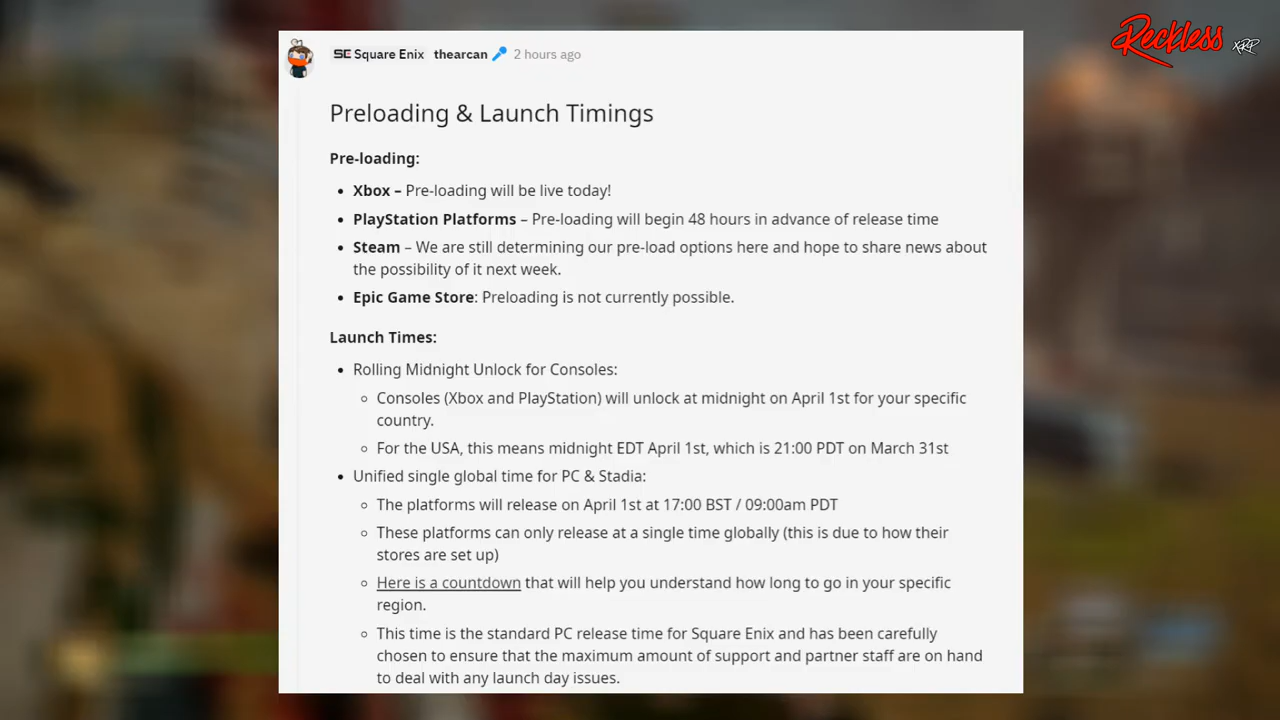 Reckless
XRP
SE Square Enix thearcan 2 hours ago
Preloading & Launch Timings
Pre-loading:
• Xbox – Pre-loading will be live today!
• PlayStation Platforms – Pre-loading will begin 48 hours in advance of release time
• Steam – We are still determining our pre-load options here and hope to share news about
the possibility of it next week.
• Epic Game Store: Preloading is not currently possible.
Launch Times:
• Rolling Midnight Unlock for Consoles:
◦ Consoles (Xbox and PlayStation) will unlock at midnight on April 1st for your specific
country.
◦ For the USA, this means midnight EDT April 1st, which is 21:00 PDT on March 31st
• Unified single global time for PC & Stadia:
◦ The platforms will release on April 1st at 17:00 BST / 09:00am PDT
◦ These platforms can only release at a single time globally (this is due to how their
stores are set up)
◦ Here is a countdown that will help you understand how long to go in your specific
region.
◦ This time is the standard PC release time for Square Enix and has been carefully
chosen to ensure that the maximum amount of support and partner staff are on hand
to deal with any launch day issues.